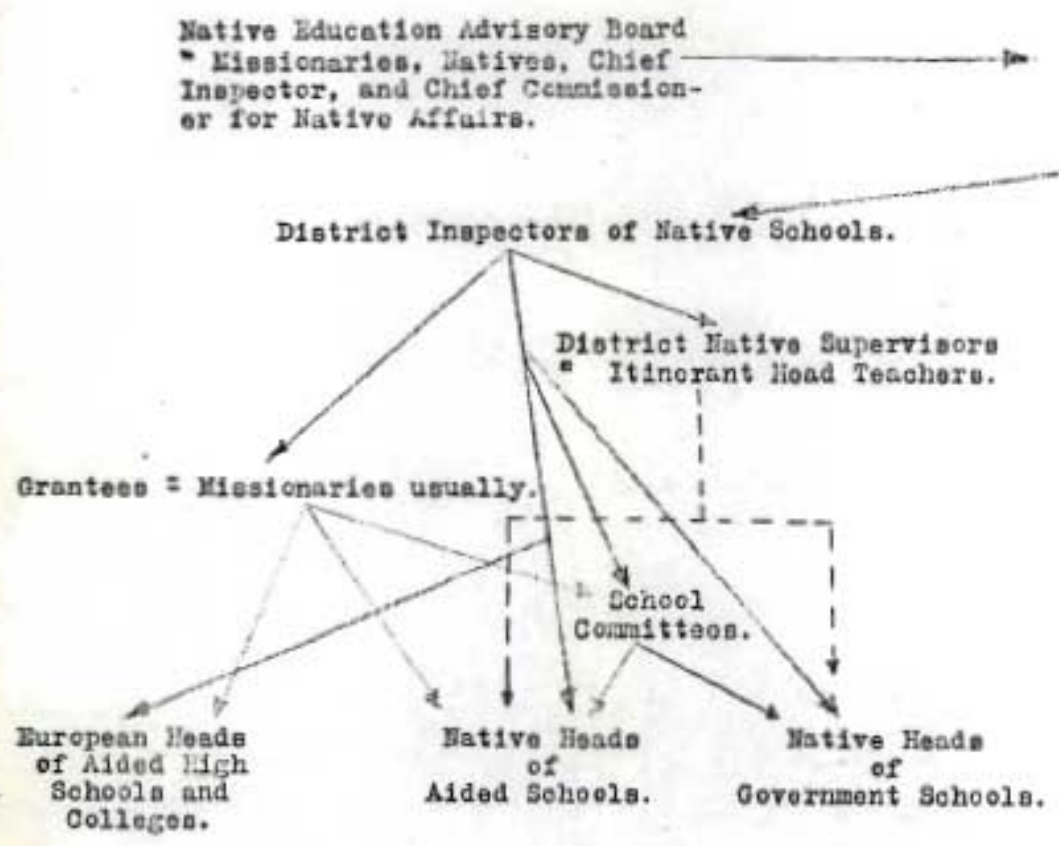 Native Education Advisory Board
= Missionaries, Natives, Chief
Inspector, and Chief Commission-
er for Native Affairs.
District Inspectors of Native Schools.
District Native Supervisors
= Itinerant Head Teachers.
Grantees = Missionaries usually.
School
Committees.
European Heads
of Aided High
Schools and
Colleges.
Native Heads
of
Aided Schools.
Native Heads
of
Government Schools.